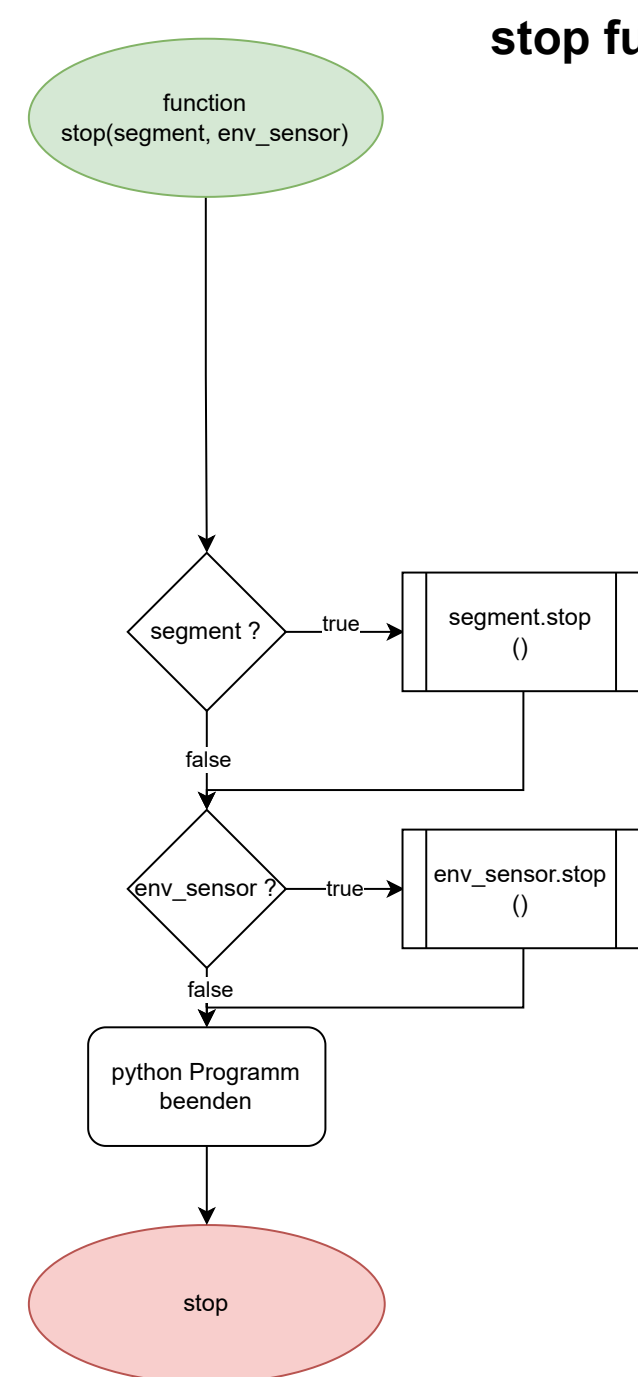 stop fu
function
stop(segment, env_sensor)
segment ?
true
segment.stop
()
false
env_sensor ?
true
env_sensor.stop
()
false
python Programm
beenden
stop